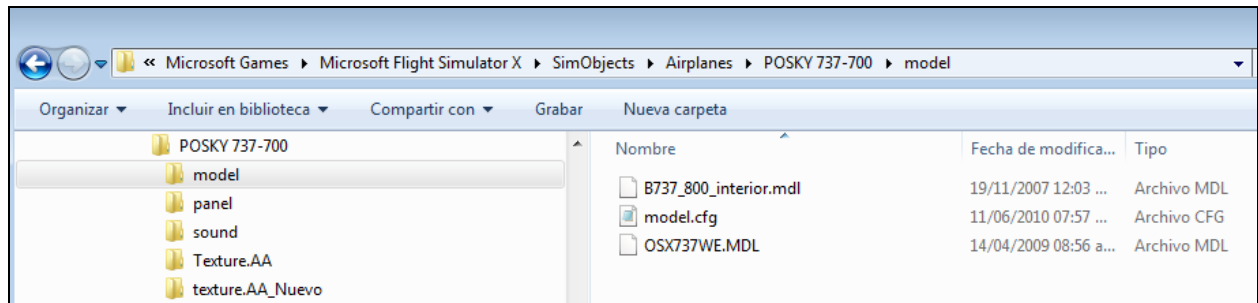 « Microsoft Games ▸ Microsoft Flight Simulator X ▸ SimObjects ▸ Airplanes ▸ POSKY 737-700 ▸ model
Organizar Incluir en biblioteca Compartir con Grabar Nueva carpeta
POSKY 737-700
model
panel
sound
Texture.AA
texture.AA_Nuevo
Nombre Fecha de modifica... Tipo
B737_800_interior.mdl 19/11/2007 12:03 ... Archivo MDL
model.cfg 11/06/2010 07:57 ... Archivo CFG
OSX737WE.MDL 14/04/2009 08:56 a... Archivo MDL